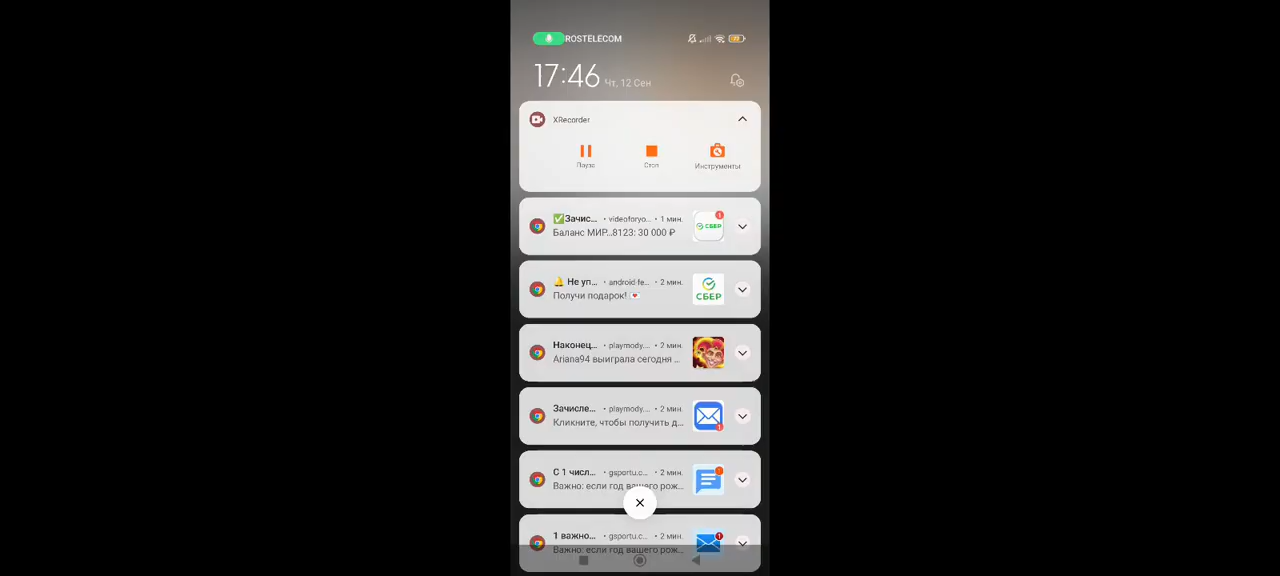 ROSTELECOM
17:46 Чт, 12 Сен
XRecorder
Пауза
Стоп
Инструменты
✅Зачис... • videoforyo... • 1 мин.
Баланс МИР...8123: 30 000 ₽
СБЕР
1
🔔 Не уп... • android-fe... • 2 мин.
Получи подарок! 💌
СБЕР
Наконец... • playmody.... • 2 мин.
Ariana94 выиграла сегодня ...
Зачисле... • playmody.... • 2 мин.
Кликните, чтобы получить д...
1
С 1 числ... • gsportu.c... • 2 мин.
Важно: если год вашего рож...
1 важно... • gsportu.c... • 2 мин.
Важно: если год вашего рож...
1